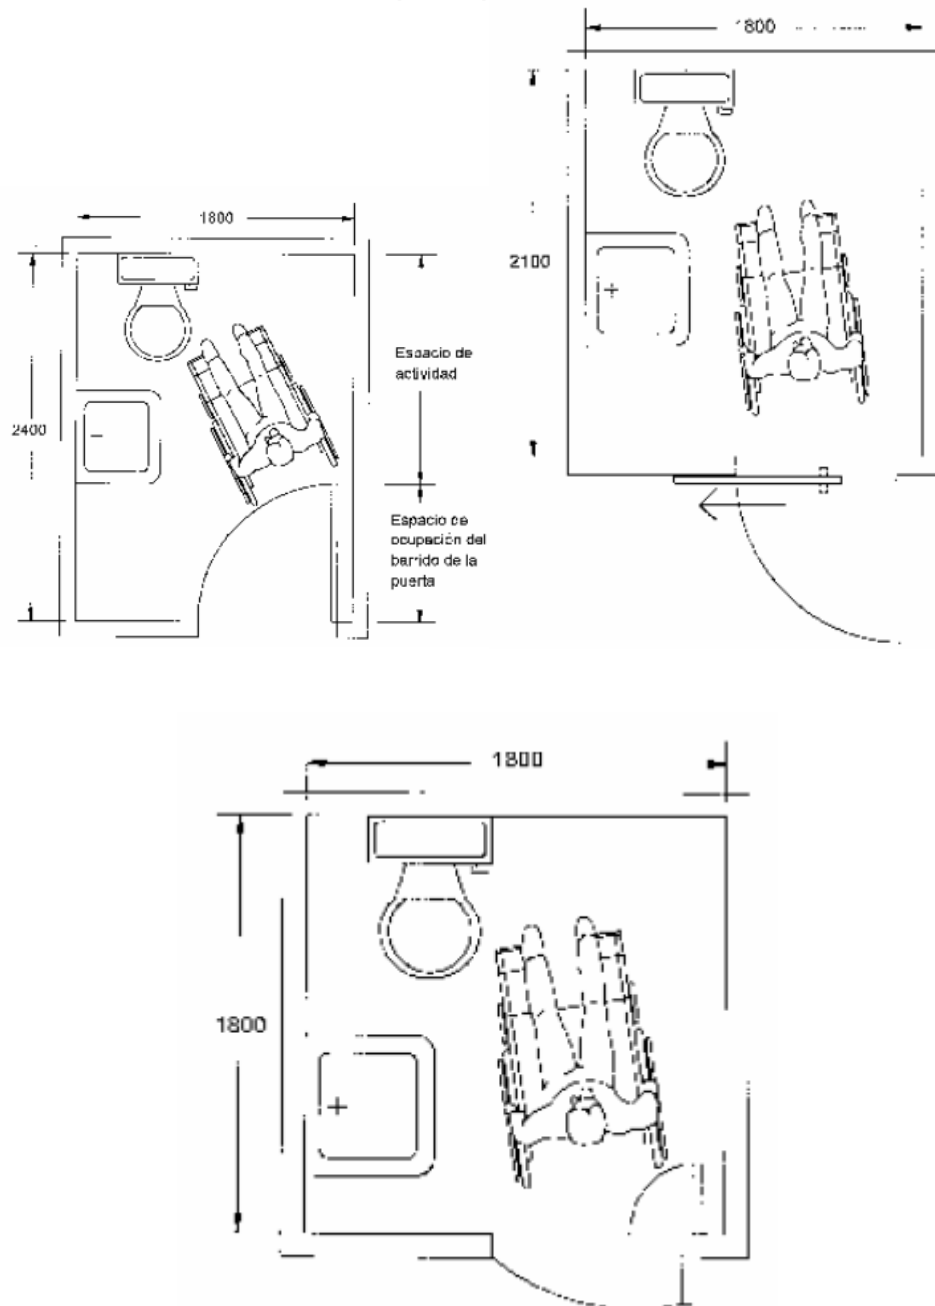 1800
2100
1800
2400
Espacio de
actividad
Espacio de
ocupación del
barrido de la
puerta
1800
1800